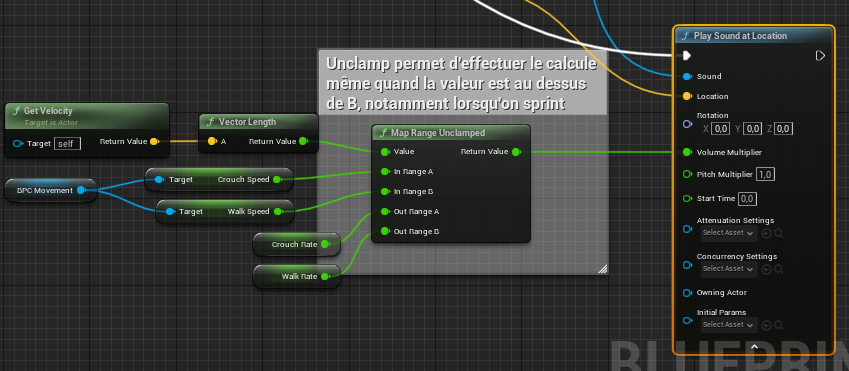 Play Sound at Location
Sound
Location
Rotation
X 0,0 Y 0,0 Z 0,0
Volume Multiplier
Pitch Multiplier 1,0
Start Time 0,0
Attenuation Settings
Select Asset
Concurrency Settings
Select Asset
Owning Actor
Initial Params
Select Asset
Unclamp permet d'effectuer le calcule
même quand la valeur est au dessus
de B, notamment lorsqu'on sprint
Get Velocity
Target is Actor
Target self Return Value
Vector Length
A Return Value
Map Range Unclamped
Value Return Value
In Range A
In Range B
Out Range A
Out Range B
BPC Movement
Target Crouch Speed
Target Walk Speed
Crouch Rate
Walk Rate
BLUEPRIN